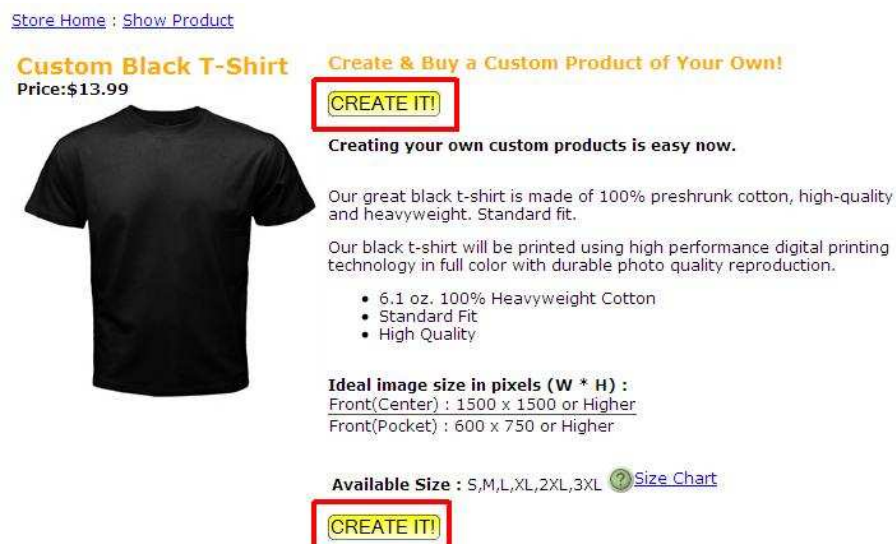 Store Home : Show Product
Custom Black T-Shirt
Price:$13.99
Create & Buy a Custom Product of Your Own!
CREATE IT!
Creating your own custom products is easy now.
Our great black t-shirt is made of 100% preshrunk cotton, high-quality
and heavyweight. Standard fit.
Our black t-shirt will be printed using high performance digital printing
technology in full color with durable photo quality reproduction.
• 6.1 oz. 100% Heavyweight Cotton
• Standard Fit
• High Quality
Ideal image size in pixels (W * H) :
Front(Center) : 1500 x 1500 or Higher
Front(Pocket) : 600 x 750 or Higher
Available Size : S,M,L,XL,2XL,3XL ? Size Chart
CREATE IT!